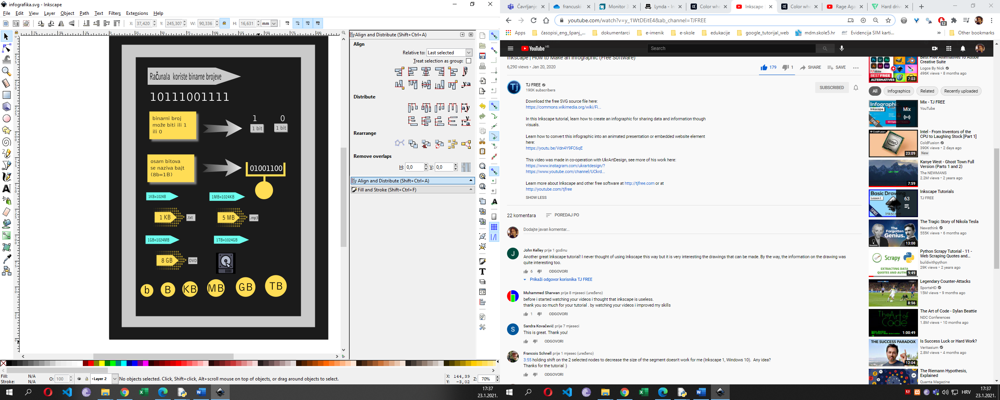 infografika.svg - Inkscape
File Edit View Layer Object Path Text Filters Extensions Help
X: 37,420 Y: 245,307 W: 90,336 H: 16,631 mm
Računala koriste binarne brojeve
10111001111
binarni broj
može biti ili 1
ili 0
1 0
1 bit 1 bit
osam bitova
se naziva bajt
(8b=1B)
01001100
1KB=1024B 1MB=1024KB
1 KB .txt 5 MB .mp3
1GB=1024MB 1TB=1024GB
8 GB DVD
b B KB MB GB TB
Align and Distribute (Shift+Ctrl+A)
Align
Relative to: Last selected
Treat selection as group:
Distribute
Rearrange
Remove overlaps
H: 0,0 V: 0,0
Align and Distribute (Shift+Ctrl+A)
Fill and Stroke (Shift+Ctrl+F)
Fill: N/A
Stroke: N/A
O: 100
Layer 2
No objects selected. Click, Shift+click, Alt+scroll mouse on top of objects, or drag around objects to select.
X: 144,39
Y: -3,02
Z: 70%
17:37
23.1.2021.
Čavrljanje francuski Monitor 3 Lynda - In Color whe Inkscape Color whe Rage Aga Hard driv
youtube.com/watch?v=y_1WtDEitE4&ab_channel=TJFREE
12
Apps časopisi_eng_španj_... dokumentarci e-imenik e-skole edukacije google_tutorijal_web mdm.skole5.hr Evidencija SIM karti... » Other bookmarks
YouTube HR
Search
Inkscape | How to Make an Infographic (Free Software)
6,290 views • Jan 20, 2020
179 1 SHARE SAVE
TJ FREE
190K subscribers
SUBSCRIBED
Download the free SVG source file here:
https://commons.wikimedia.org/wiki/Fi...
In this Inkscape tutorial, learn how to create an infographic for sharing data and information though
visuals.
Learn how to convert this infographic into an animated presentation or embedded website element
here:
https://youtu.be/Vdn4Y9FC6qE
This video was made in co-operation with UkrArtDesign, see more of his work here:
https://www.instagram.com/ukrartdesign/?
https://www.youtube.com/channel/UCkrd...
Learn more about Inkscape and other free software at http://tjfree.com or at
http://youtube.com/tjfree
SHOW LESS
22 komentara POREDAJ PO
Dodajte javan komentar...
J
John Kelley prije 1 godinu
Another great Inkscape tutorial! I never thought of using Inkscape this way but it is very interesting the drawings that can be made. By the way, the information on the drawing was
quite interesting too.
6 ODGOVORI
Prikaži odgovor korisnika TJ FREE
Muhammed Sharwan prije 8 mjeseci (uređeno)
before i started watching your videos i thought that inkscape is useless.
thank you so much for your tutorial . by watching your videos i improved my skills
1 ODGOVORI
S
Sandra Kovačević prije 7 mjeseci
This is great. Thank you!
ODGOVORI
Francois Schnell prije 1 mjesec (uređeno)
3:55 holding shift on the 2 selected nodes to decrease the size of the segment doesn't work for me (Inkscape 1, Windows 10). Any idea?
Thanks for the tutorial :)
ODGOVORI
Best Free Alternatives To Adobe
Creative Suite
Logos By Nick
496K views • 8 months ago
BEST FREE
ALTERNATIVES
7:03
All Infographics Related Recently uploaded
Infographic
Mix
Mix - TJ FREE
YouTube
ColdFusion
23:09
Intel - From Inventors of the
CPU to Laughing Stock [Part 1]
ColdFusion
390K views • 2 days ago
New
7:59
Kanye West - Ghost Town Full
Version (Parts 1 and 2)
The NEWMANS
2.2M views • 2 years ago
Basic Drawing
Lesson 1
63
TJFREE
Inkscape
Inkscape Tutorials
TJ FREE
The
Forgotten
Genius.
13:00
The Tragic Story of Nikola Tesla
Newsthink
555K views • 6 months ago
Scrapy
EXTRACTING DATA
QUOTES AND AUTHO
9:49
Python Scrapy Tutorial - 11 -
Web Scraping Quotes and...
buildwithpython
29K views • 2 years ago
8:56
Legendary Counter-Attacks
SportsHD
15M views • 9 months ago
The Art of
Code
1:00:49
The Art of Code - Dylan Beattie
NDC Conferences
1.8M views • 10 months ago
THE SUCCESS PARADOX
12:04
Is Success Luck or Hard Work?
Veritasium
2.8M views • 4 months ago
The Riemann Hypothesis,
Explained
Quanta Magazine
HRV
17:37
23.1.2021.